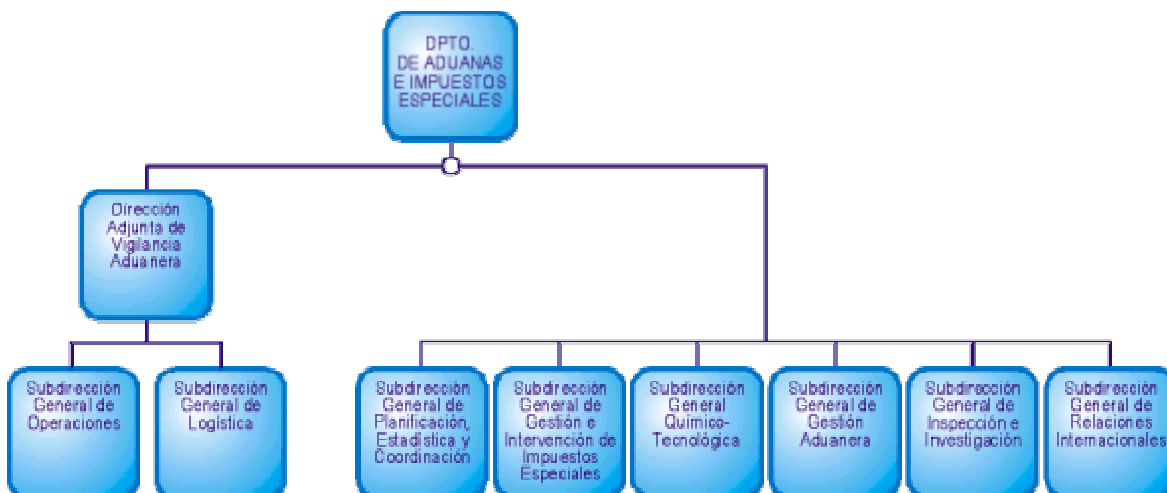 DPTO.
DE ADUANAS
E IMPUESTOS
ESPECIALES
Dirección
Adjunta de
Vigilancia
Aduanera
Subdirección
General de
Operaciones
Subdirección
General de
Logística
Subdirección
General de
Planificación,
Estadística y
Coordinación
Subdirección
General de
Gestión e
Intervención de
Impuestos
Especiales
Subdirección
General
Químico-
Tecnológica
Subdirección
General de
Gestión
Aduanera
Subdirección
General de
Inspección e
Investigación
Subdirección
General de
Relaciones
Internacionales